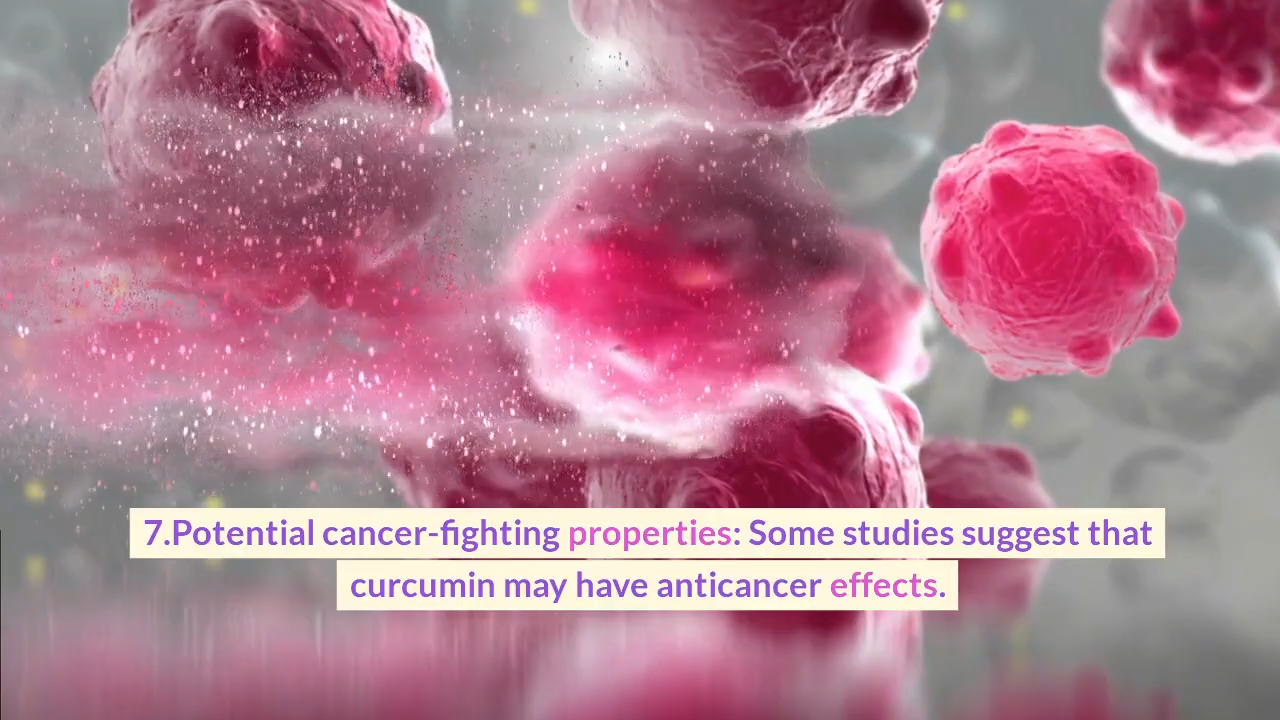 7.Potential cancer-fighting properties: Some studies suggest that
curcumin may have anticancer effects.